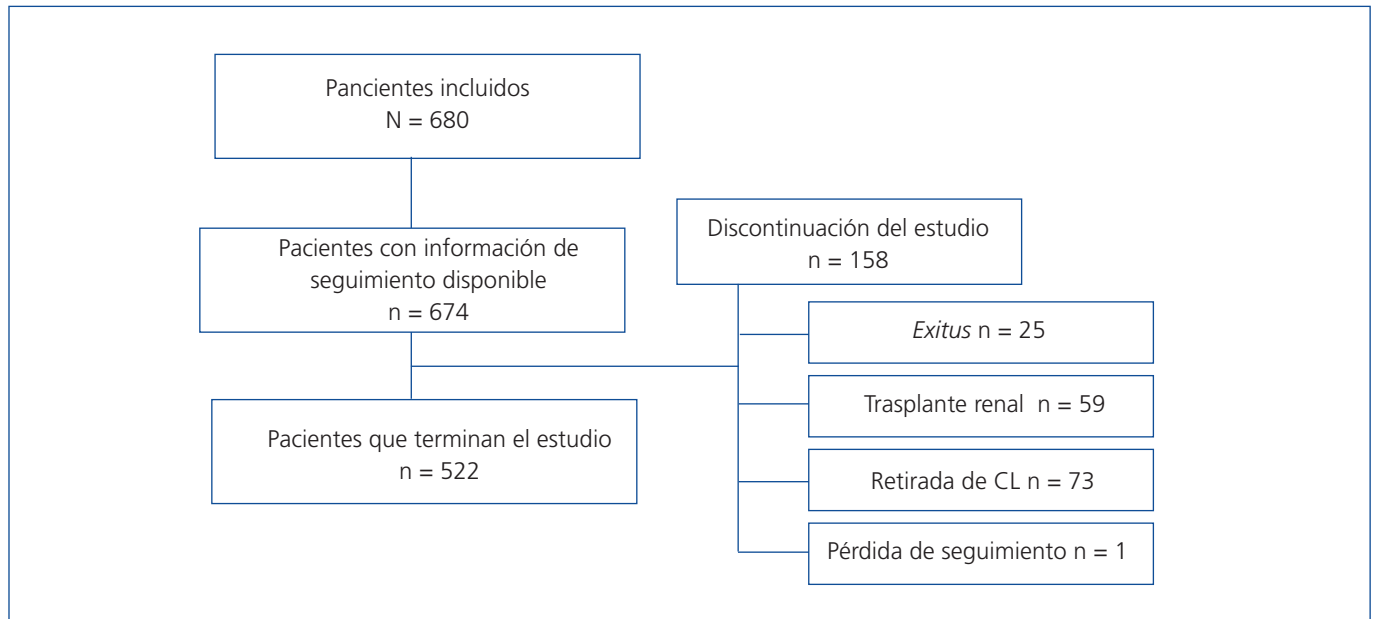 Pancientes incluidos
N = 680
Pacientes con información de
seguimiento disponible
n = 674
Discontinuación del estudio
n = 158
Exitus n = 25
Trasplante renal n = 59
Retirada de CL n = 73
Pérdida de seguimiento n = 1
Pacientes que terminan el estudio
n = 522